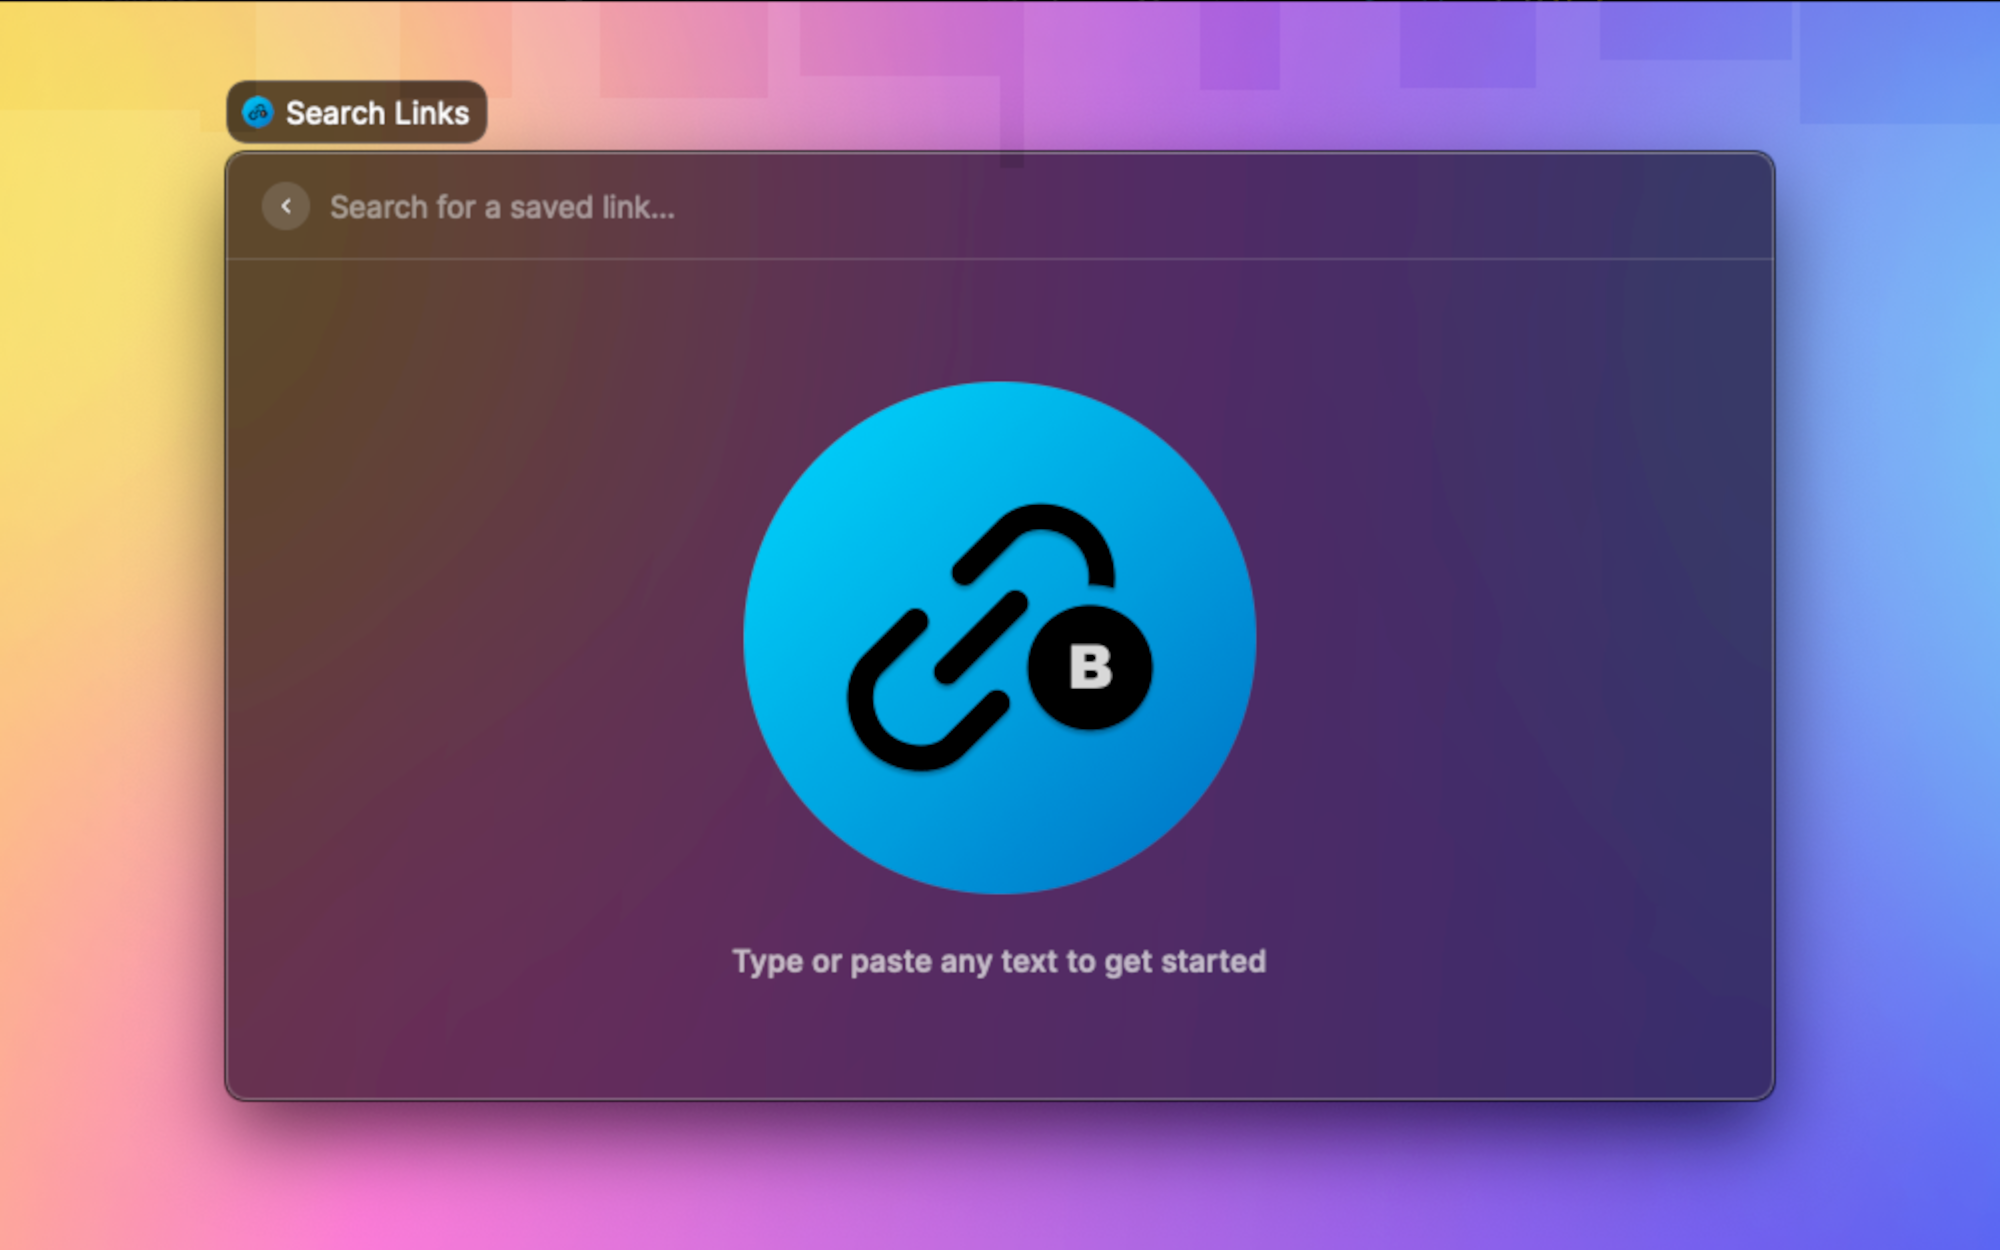 Search Links
Search for a saved link...
B
Type or paste any text to get started